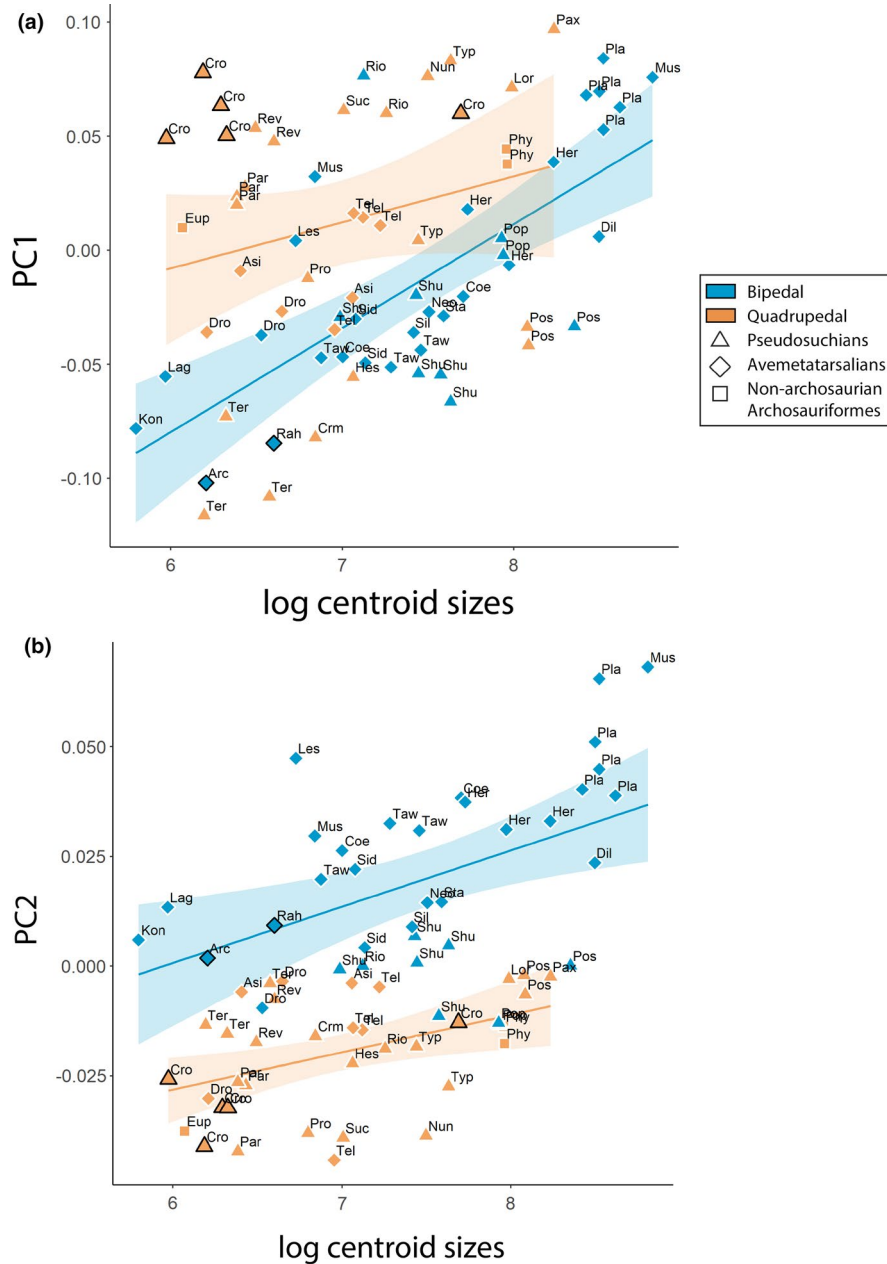 (a)
0.10
0.05
0.00
-0.05
-0.10
PC1
Pax
Cro
Typ
Pla
Rio
Nun
Pla
Mus
Cro
Lor
Pla
Pla
Suc
Rio
Cro
Rev
Cro
Cro
Rev
Pla
Phy
Phy
Her
Mus
Par
Par
Par
Tel
Tel
Tel
Her
Eup
Les
Typ
Pop
Dil
Pop
Her
Asi
Pro
Asi
Shu
Coe
Dro
Shu
Sid
Neo
Sta
Dro
Dro
Tel
Sil
Pos
Pos
Pos
Taw
Coe
Sid
Taw
Taw
Lag
Hes
Shu
Shu
Shu
Kon
Ter
Crm
Rah
Arc
Ter
Ter
6
7
8
log centroid sizes
Bipedal
Quadrupedal
Pseudosuchians
Avemetatarsalians
Non-archosaurian
Archosauriformes
(b)
0.050
0.025
0.000
-0.025
PC2
Mus
Pla
Pla
Les
Pla
Pla
Pla
Coe
Her
Taw
Taw
Her
Her
Mus
Coe
Sid
Taw
Dil
Lag
Neo
Sta
Kon
Rah
Sil
Shu
Shu
Arc
Sid
Shu
Rio
Shu
Pos
Asi
Ter
Dro
Rev
Asi
Tel
Lor
Pos
Pax
Pos
Dro
Ter
Ter
Rev
Crm
Tel
Tel
Shu
Cro
Pop
Phy
Phy
Rio
Typ
Hes
Cro
Par
Par
Typ
Dro
Cro
Eup
Cro
Par
Pro
Suc
Nun
Tel
6
7
8
log centroid sizes